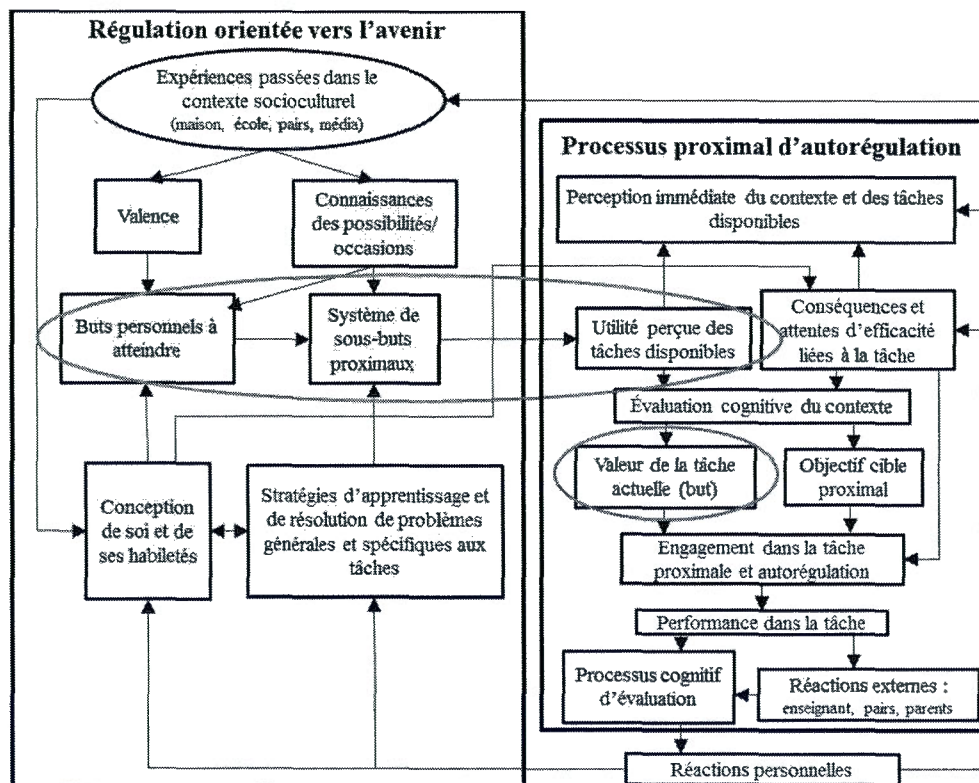 Régulation orientée vers l'avenir
Expériences passées dans le
contexte socioculturel
(maison, école, pairs, média)
Valence
Connaissances
des possibilités/
occasions
Buts personnels à
atteindre
Système de
sous-buts
proximaux
Conception
de soi et de
ses habiletés
Stratégies d'apprentissage et
de résolution de problèmes
générales et spécifiques aux
tâches
Processus proximal d'autorégulation
Perception immédiate du contexte et des tâches
disponibles
Utilité perçue des
tâches disponibles
Conséquences et
attentes d'efficacité
liées à la tâche
Évaluation cognitive du contexte
Valeur de la tâche
actuelle (but)
Objectif cible
proximal
Engagement dans la tâche
proximale et autorégulation
Performance dans la tâche
Processus cognitif
d'évaluation
Réactions externes :
enseignant, pairs, parents
Réactions personnelles